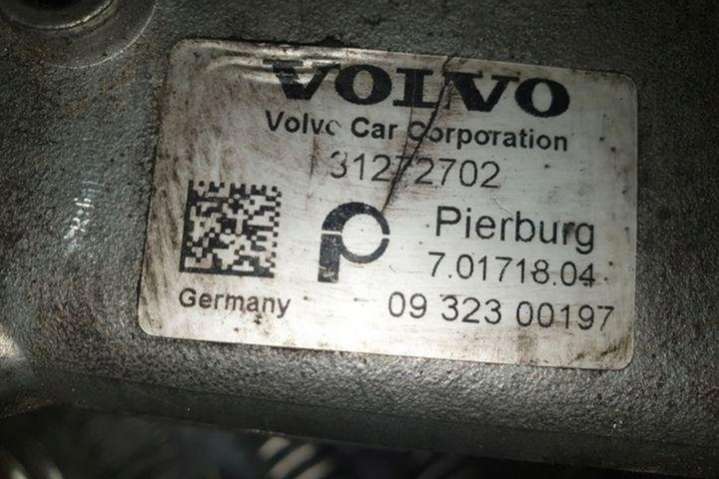 VOLVO
Volvo Car Corporation
31272702
Pierburg
7.01718.04
Germany
09 323 00197